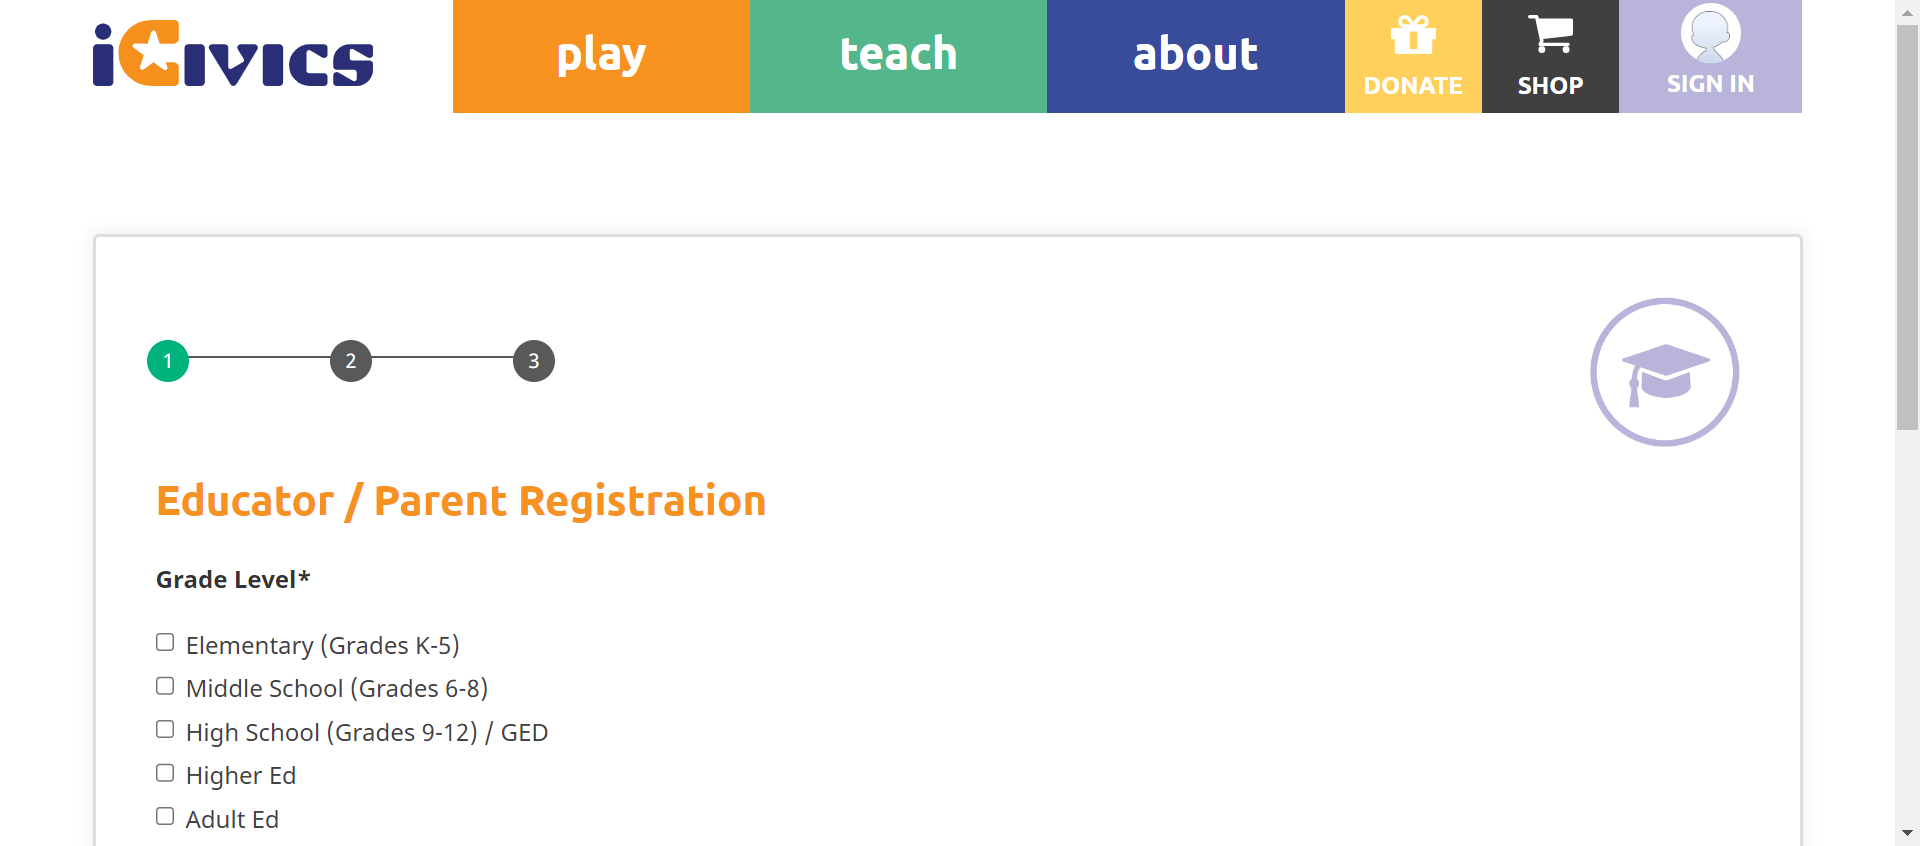 iCivics
play
teach
about
DONATE
SHOP
SIGN IN
1
2
3
Educator / Parent Registration
Grade Level*
Elementary (Grades K-5)
Middle School (Grades 6-8)
High School (Grades 9-12) / GED
Higher Ed
Adult Ed